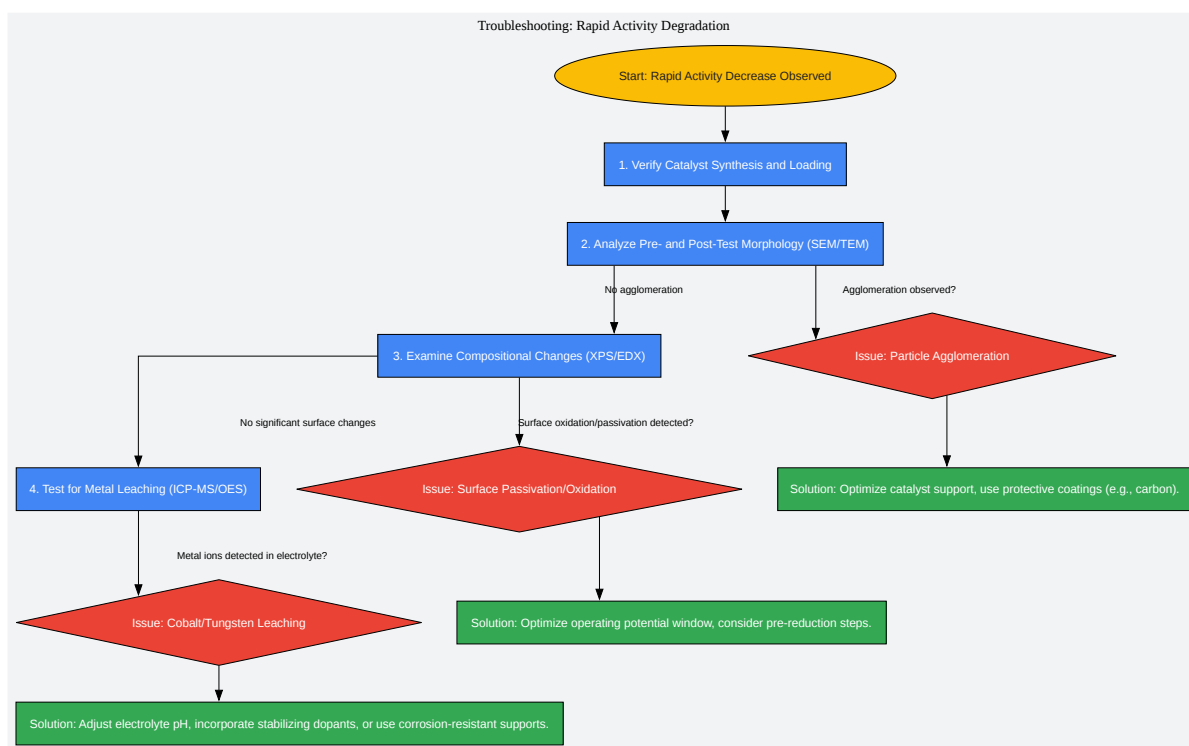 Troubleshooting: Rapid Activity Degradation
Start: Rapid Activity Decrease Observed
1. Verify Catalyst Synthesis and Loading
2. Analyze Pre- and Post-Test Morphology (SEM/TEM)
No agglomeration
Agglomeration observed?
3. Examine Compositional Changes (XPS/EDX)
Issue: Particle Agglomeration
No significant surface changes
Surface oxidation/passivation detected?
4. Test for Metal Leaching (ICP-MS/OES)
Issue: Surface Passivation/Oxidation
Solution: Optimize catalyst support, use protective coatings (e.g., carbon).
Metal ions detected in electrolyte?
Issue: Cobalt/Tungsten Leaching
Solution: Optimize operating potential window, consider pre-reduction steps.
Solution: Adjust electrolyte pH, incorporate stabilizing dopants, or use corrosion-resistant supports.